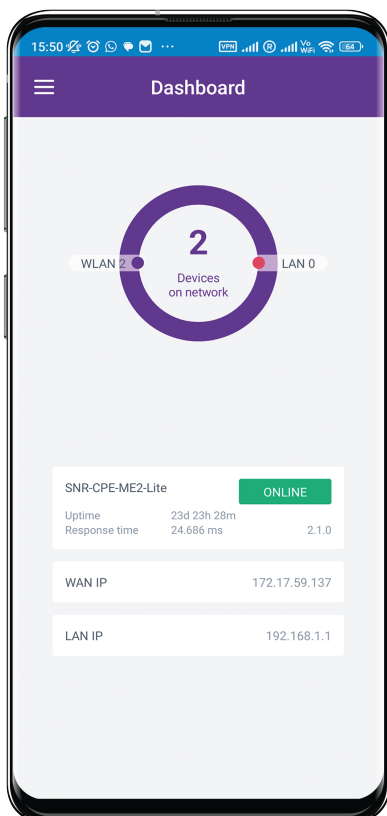 15:50 VPN R Vo WiFi 64
Dashboard
2
WLAN 2 LAN 0
Devices
on network
SNR-CPE-ME2-Lite ONLINE
Uptime 23d 23h 28m
Response time 24.686 ms 2.1.0
WAN IP 172.17.59.137
LAN IP 192.168.1.1